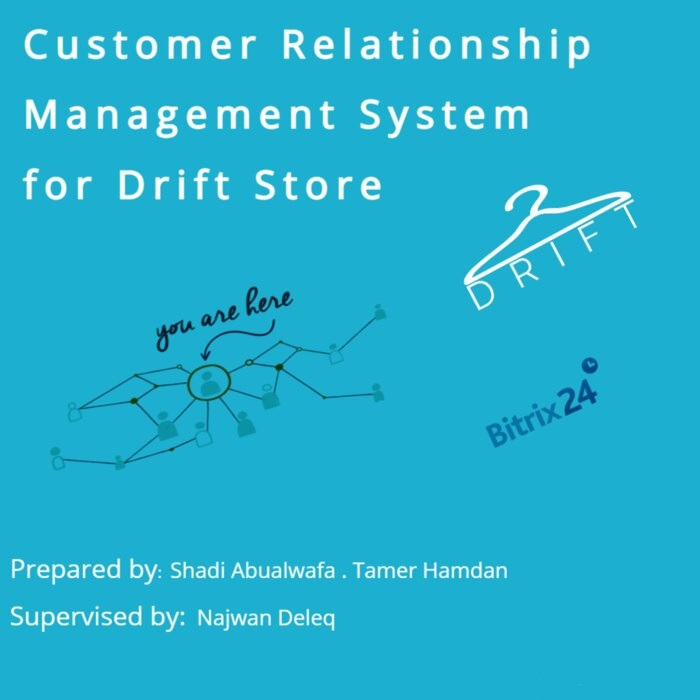 Customer Relationship
Management System
for Drift Store
DRIFT
you are here
Bitrix24
Prepared by: Shadi Abualwafa . Tamer Hamdan
Supervised by: Najwan Deleq